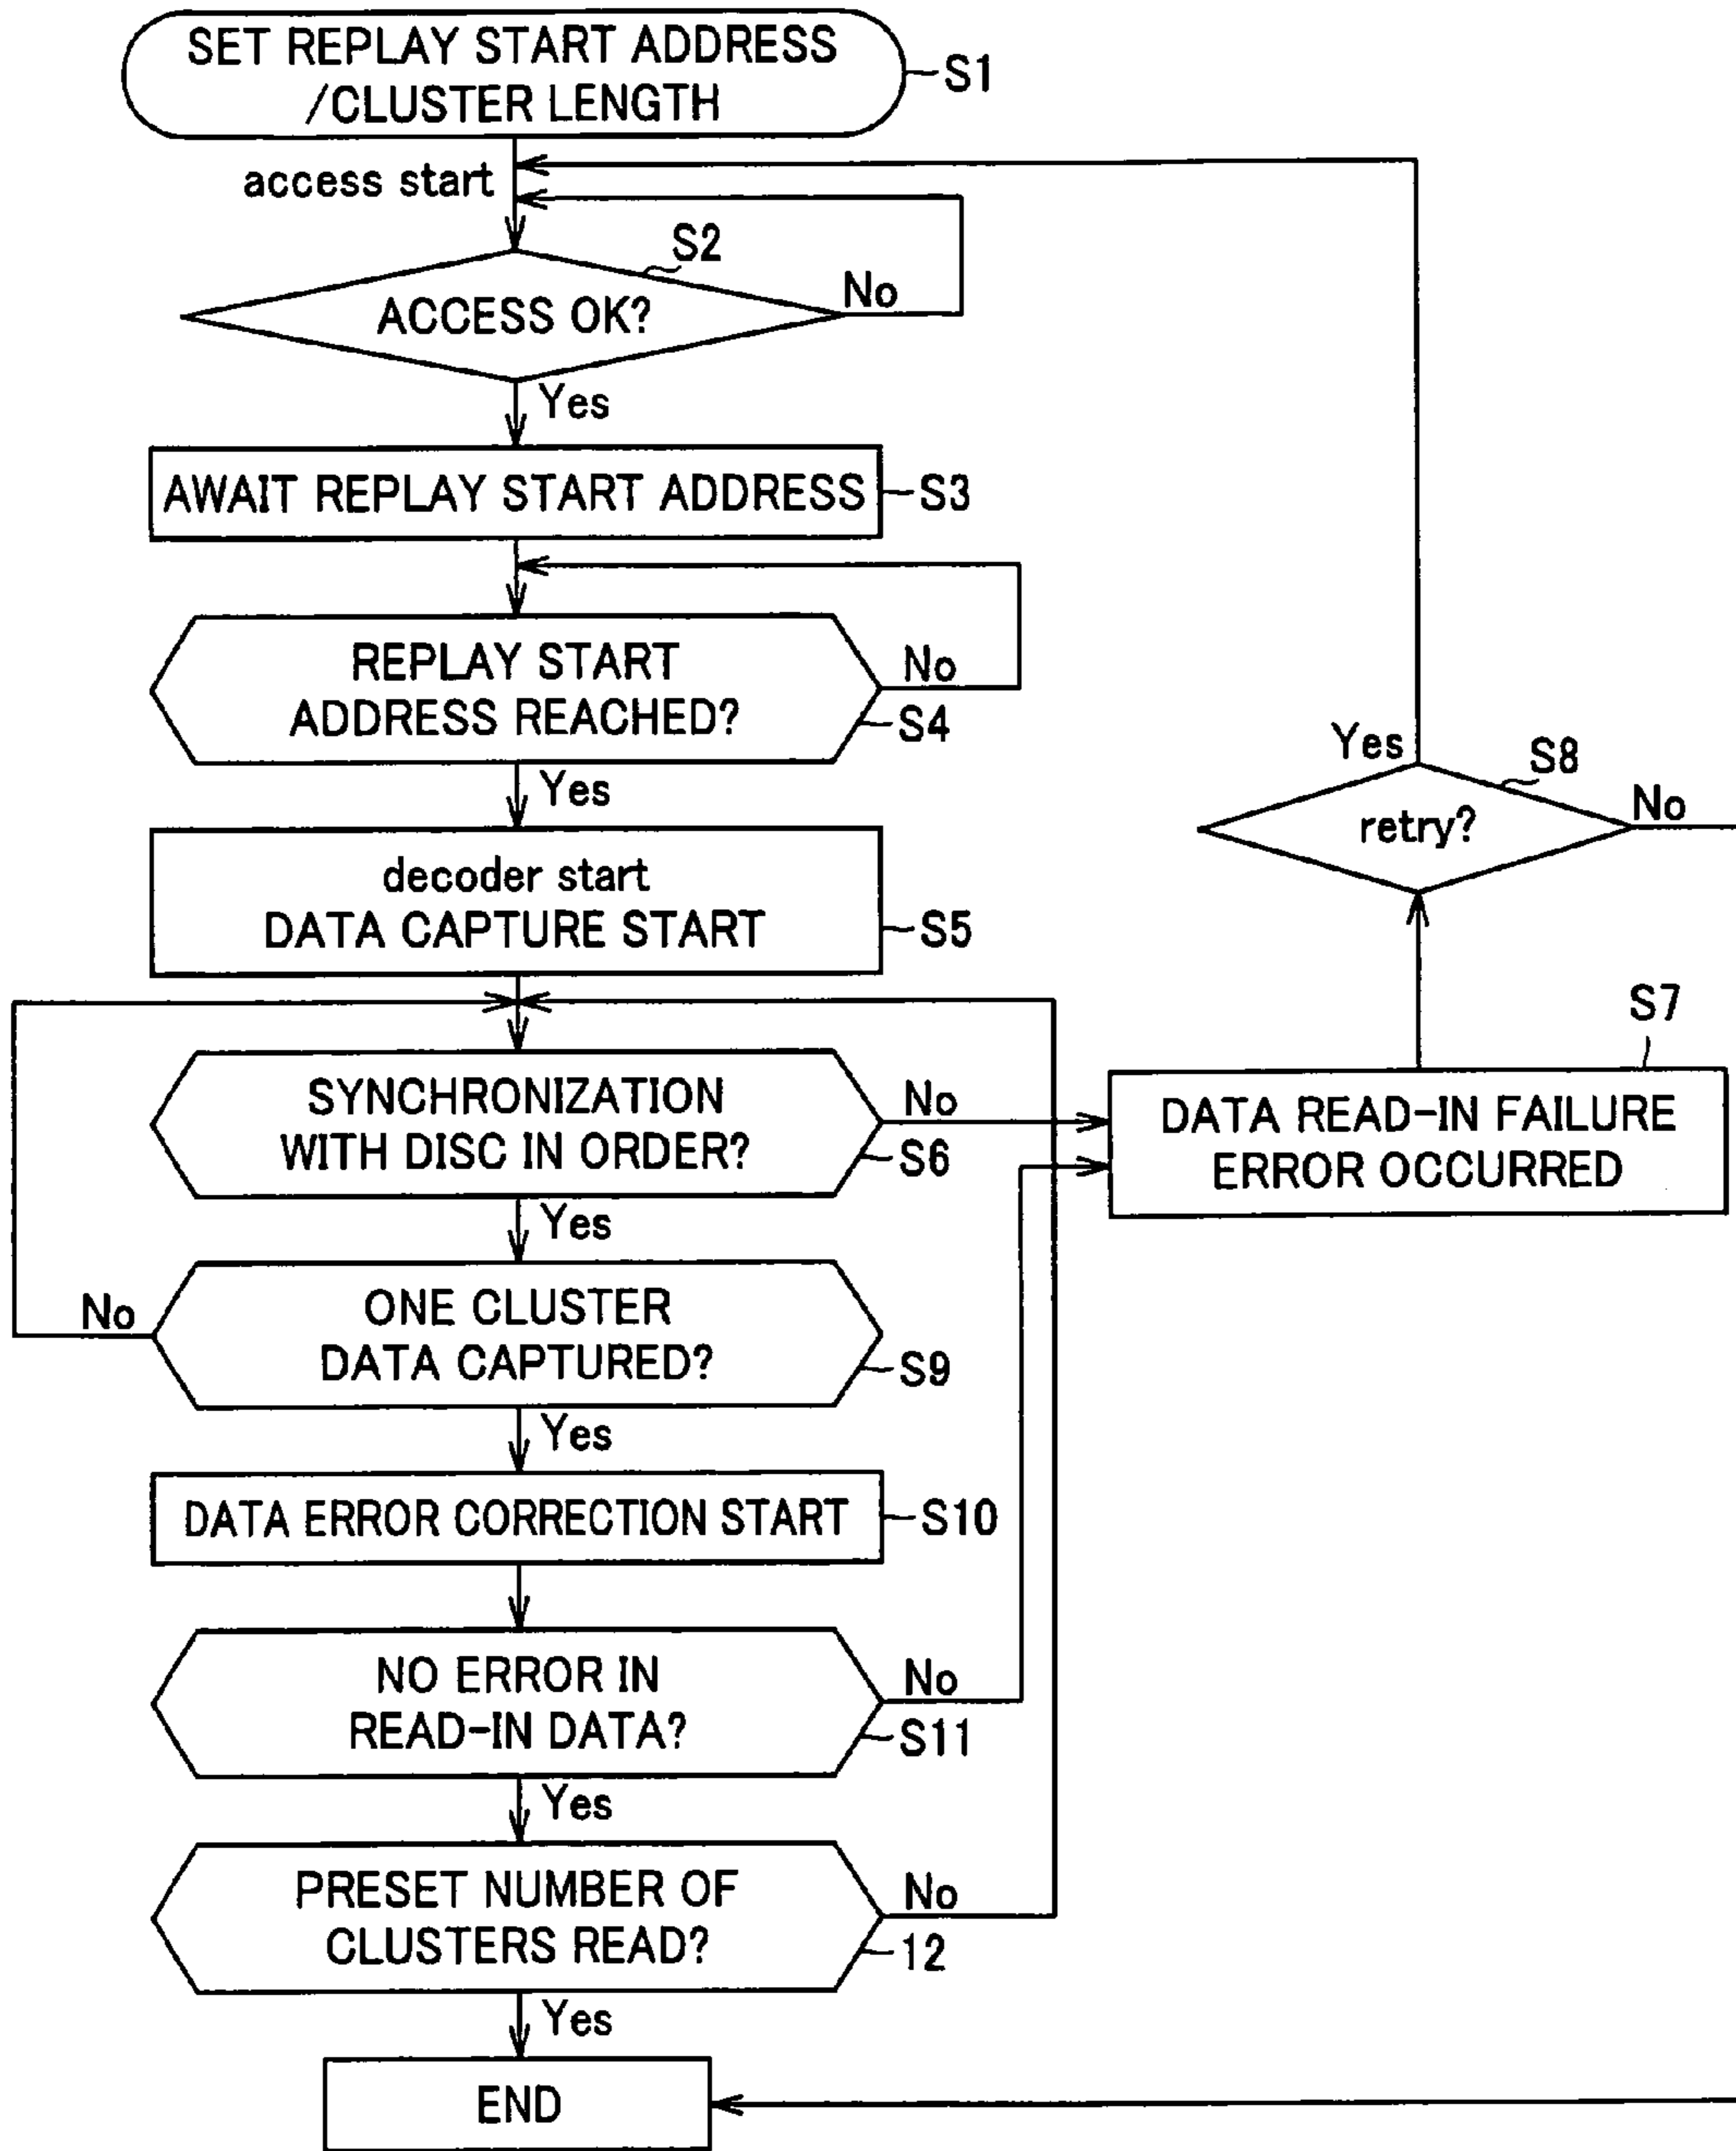 SET REPLAY START ADDRESS
/CLUSTER LENGTH
S1
access start
S2
ACCESS OK?
No
Yes
AWAIT REPLAY START ADDRESS
S3
REPLAY START
ADDRESS REACHED?
No
S4
Yes
decoder start
DATA CAPTURE START
S5
SYNCHRONIZATION
WITH DISC IN ORDER?
No
S6
Yes
DATA READ-IN FAILURE
ERROR OCCURRED
S7
retry?
S8
Yes
No
ONE CLUSTER
DATA CAPTURED?
No
S9
Yes
DATA ERROR CORRECTION START
S10
NO ERROR IN
READ-IN DATA?
No
S11
Yes
PRESET NUMBER OF
CLUSTERS READ?
No
12
Yes
END